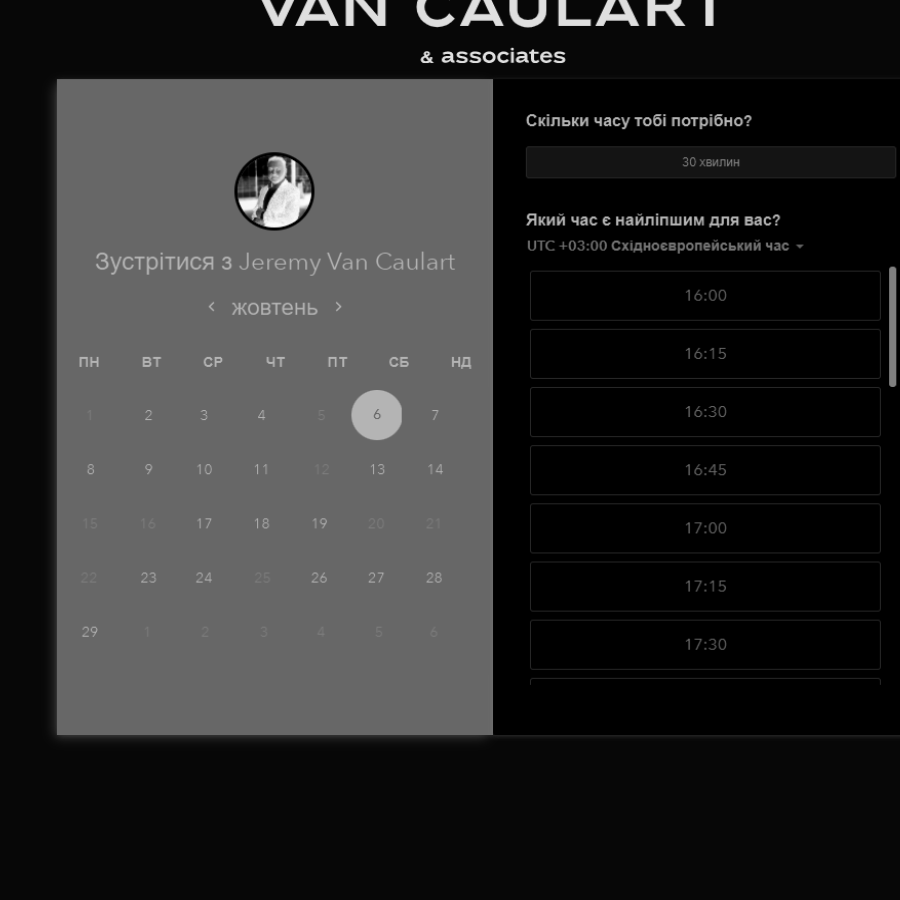 VAN CAULART
& associates
Зустрітися з Jeremy Van Caulart
жовтень
ПН ВТ СР ЧТ ПТ СБ НД
1 2 3 4 5 6 7
8 9 10 11 12 13 14
15 16 17 18 19 20 21
22 23 24 25 26 27 28
29 1 2 3 4 5 6
Скільки часу тобі потрібно?
30 хвилин
Який час є найліпшим для вас?
UTC +03:00 Східноєвропейський час
16:00
16:15
16:30
16:45
17:00
17:15
17:30